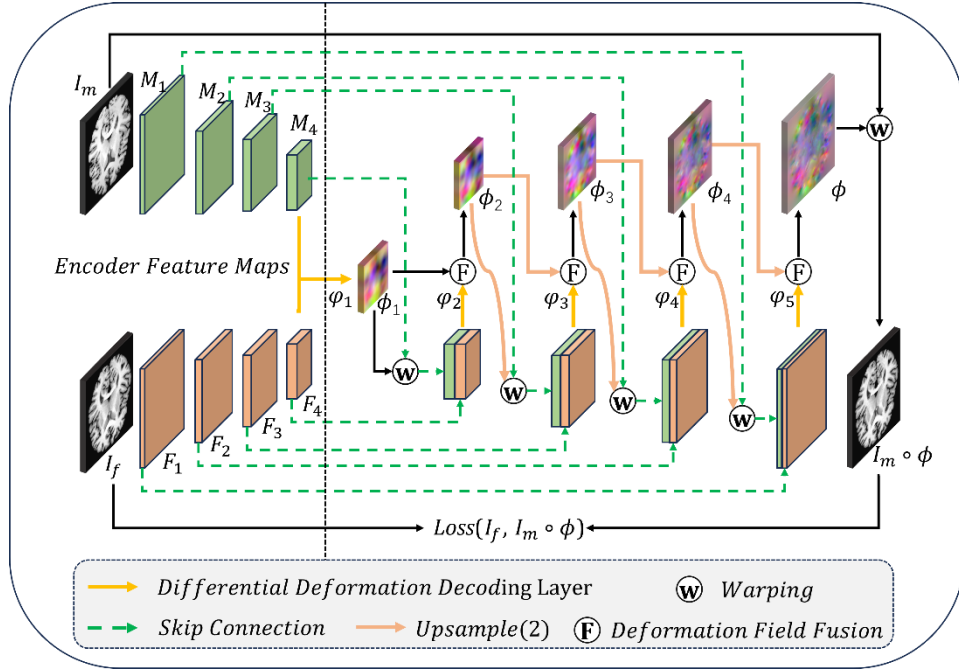 I_m
M_1
M_2
M_3
M_4
W
ϕ_2
ϕ_3
ϕ_4
ϕ
Encoder Feature Maps
φ_1
ϕ_1
F
F
F
F
φ_2
φ_3
φ_4
φ_5
W
W
W
W
F_4
F_3
F_2
F_1
I_f
I_m ∘ ϕ
Loss(I_f, I_m ∘ ϕ)
Differential Deformation Decoding Layer
W Warping
Skip Connection
Upsample(2)
F Deformation Field Fusion